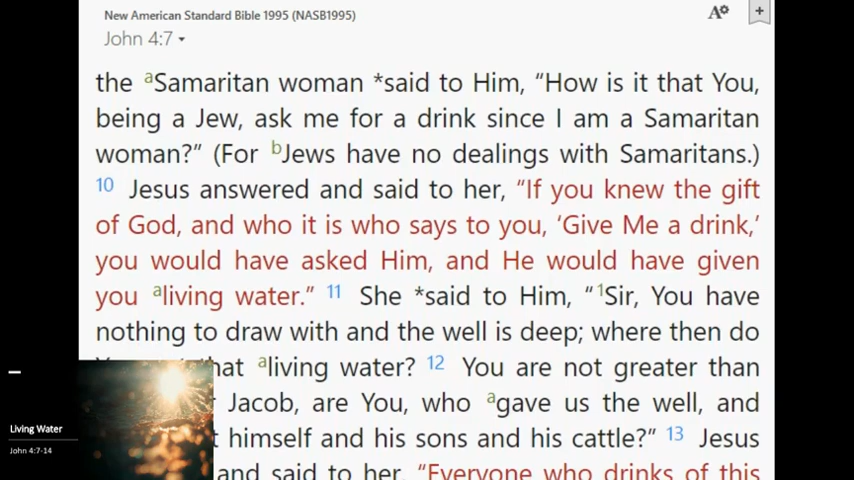 New American Standard Bible 1995 (NASB1995)
John 4:7
the aSamaritan woman *said to Him, “How is it that You,
being a Jew, ask me for a drink since I am a Samaritan
woman?” (For bJews have no dealings with Samaritans.)
10 Jesus answered and said to her, “If you knew the gift
of God, and who it is who says to you, ‘Give Me a drink,’
you would have asked Him, and He would have given
you aliving water.” 11 She *said to Him, “1Sir, You have
nothing to draw with and the well is deep; where then do
that aliving water? 12 You are not greater than
Jacob, are You, who agave us the well, and
himself and his sons and his cattle?” 13 Jesus
and said to her, “Everyone who drinks of this
Living Water
John 4:7-14